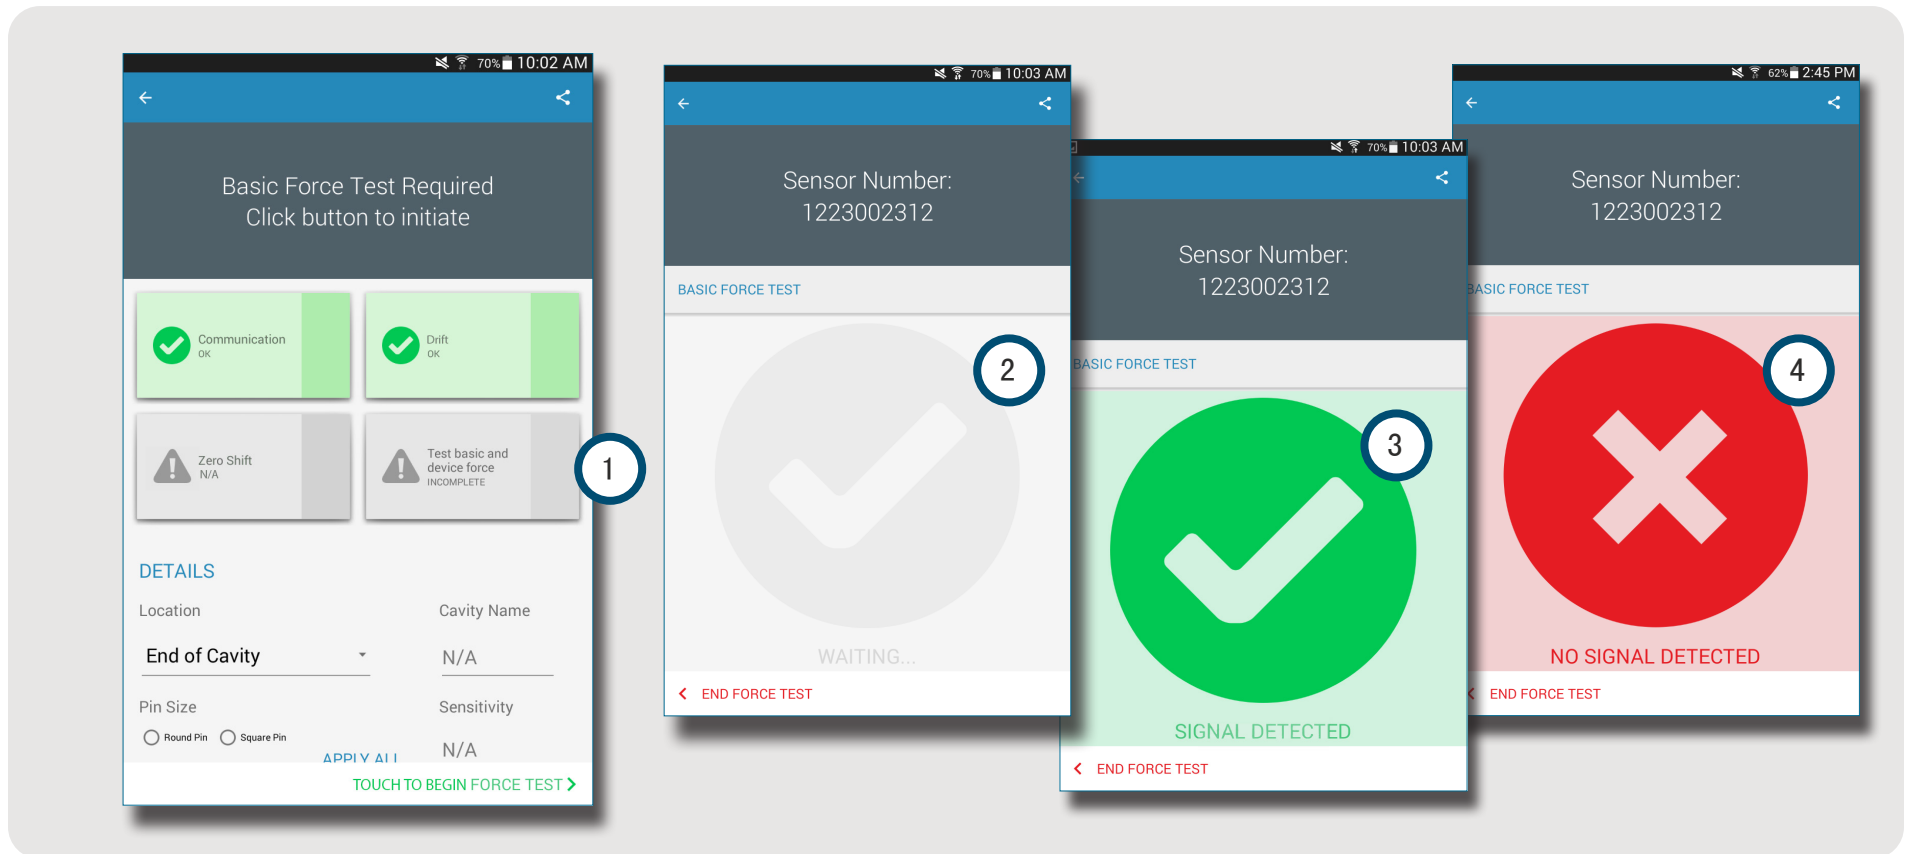 70% 10:02 AM
Basic Force Test Required
Click button to initiate
Communication
OK
Drift
OK
Zero Shift
N/A
Test basic and
device force
INCOMPLETE
1
DETAILS
Location
Cavity Name
End of Cavity
N/A
Pin Size
Sensitivity
Round Pin
Square Pin
APPLY ALL
N/A
TOUCH TO BEGIN FORCE TEST
70% 10:03 AM
Sensor Number:
1223002312
BASIC FORCE TEST
2
WAITING...
END FORCE TEST
70% 10:03 AM
Sensor Number:
1223002312
BASIC FORCE TEST
3
SIGNAL DETECTED
END FORCE TEST
62% 2:45 PM
Sensor Number:
1223002312
BASIC FORCE TEST
4
NO SIGNAL DETECTED
END FORCE TEST